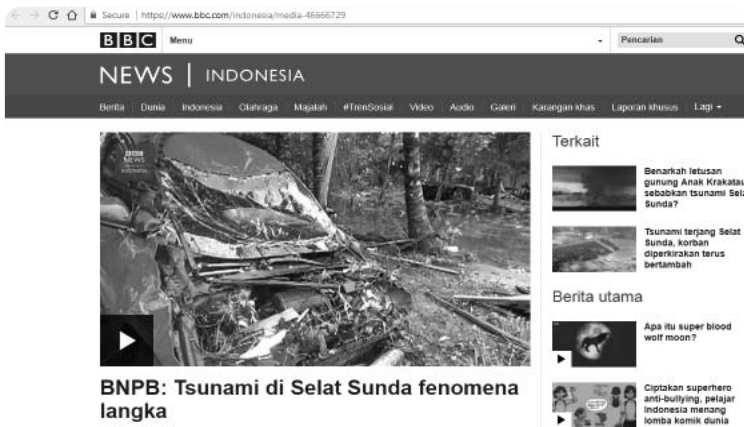 Secure | https://www.bbc.com/indonesia/media-46666729
BBC Menu Pencarian
NEWS | INDONESIA
Berita Dunia Indonesia Olahraga Majalah #TrenSosial Video Audio Galeri Karangan khas Laporan khusus Lagi
BBC
NEWS
INDONESIA
BNPB: Tsunami di Selat Sunda fenomena
langka
Terkait
Benarkah letusan
gunung Anak Krakatau
sebabkan tsunami Sela
Sunda?
Tsunami terjang Selat
Sunda, korban
diperkirakan terus
bertambah
Berita utama
Apa itu super blood
wolf moon?
Ciptakan superhero
anti-bullying, pelajar
Indonesia menang
lomba komik dunia